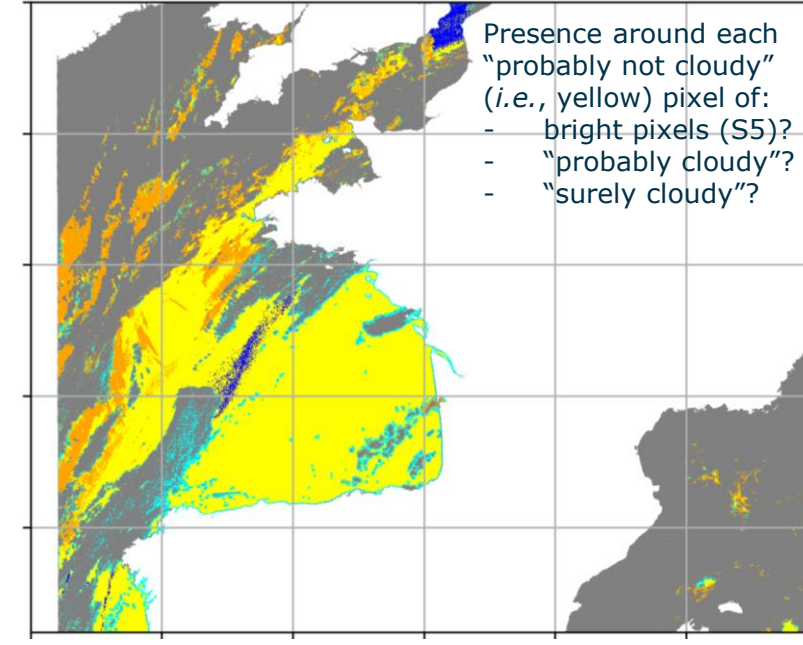 Presence around each
“probably not cloudy”
(i.e., yellow) pixel of:
- bright pixels (S5)?
- “probably cloudy”?
- “surely cloudy”?